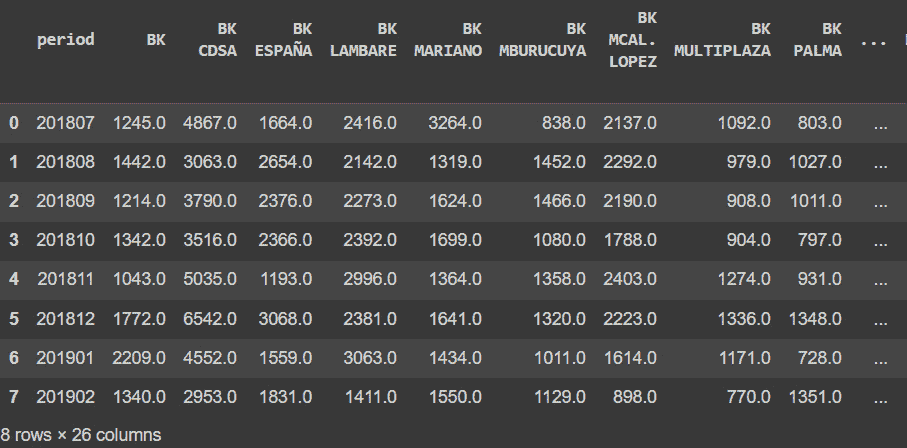 period BK BK CDSA BK ESPAÑA BK LAMBARE BK MARIANO BK MBURUCUYA BK MCAL. LOPEZ BK MULTIPLAZA BK PALMA ...
0 201807 1245.0 4867.0 1664.0 2416.0 3264.0 838.0 2137.0 1092.0 803.0 ...
1 201808 1442.0 3063.0 2654.0 2142.0 1319.0 1452.0 2292.0 979.0 1027.0 ...
2 201809 1214.0 3790.0 2376.0 2273.0 1624.0 1466.0 2190.0 908.0 1011.0 ...
3 201810 1342.0 3516.0 2366.0 2392.0 1699.0 1080.0 1788.0 904.0 797.0 ...
4 201811 1043.0 5035.0 1193.0 2996.0 1364.0 1358.0 2403.0 1274.0 931.0 ...
5 201812 1772.0 6542.0 3068.0 2381.0 1641.0 1320.0 2223.0 1336.0 1348.0 ...
6 201901 2209.0 4552.0 1559.0 3063.0 1434.0 1011.0 1614.0 1171.0 728.0 ...
7 201902 1340.0 2953.0 1831.0 1411.0 1550.0 1129.0 898.0 770.0 1351.0 ...
8 rows × 26 columns